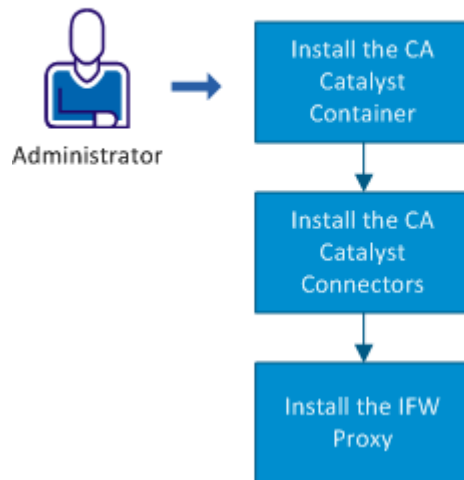 Administrator
Install the CA
Catalyst
Container
Install the CA
Catalyst
Connectors
Install the IFW
Proxy